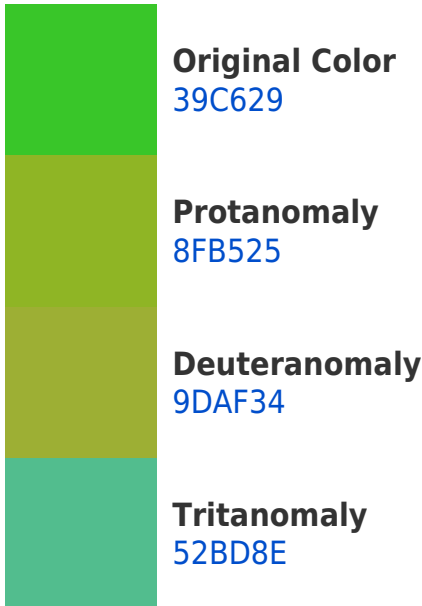 Original Color
39C629
Protanomaly
8FB525
Deuteranomaly
9DAF34
Tritanomaly
52BD8E